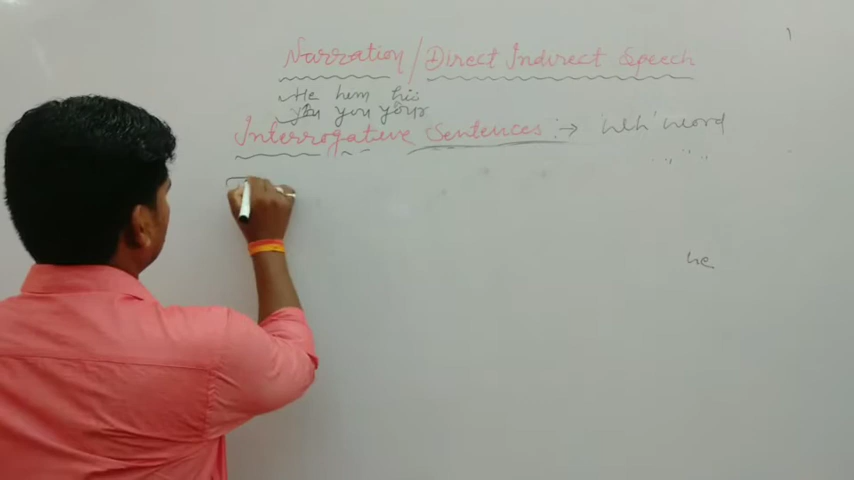 Narration/Direct Indirect Speech
He him his
You you your
Interrogative Sentences :→ 'Wh' word
he